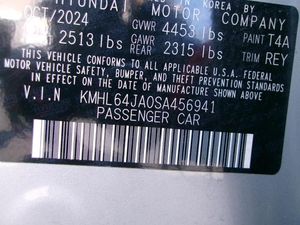 HYUNDAI MOTOR COMPANY
OCT/2024 GVWR 4453 lbs PAINT T4A
2513 lbs GAWR REAR 2315 lbs TRIM REY
THIS VEHICLE CONFORMS TO ALL APPLICABLE U.S.A. FEDERAL
MOTOR VEHICLE SAFETY, BUMPER, AND THEFT PREVENTION
STANDARDS IN EFFECT ON THE DATE OF
MANUFACTURE SHOWN ABOVE.
V.I.N KMHL64JA0SA456941
PASSENGER CAR